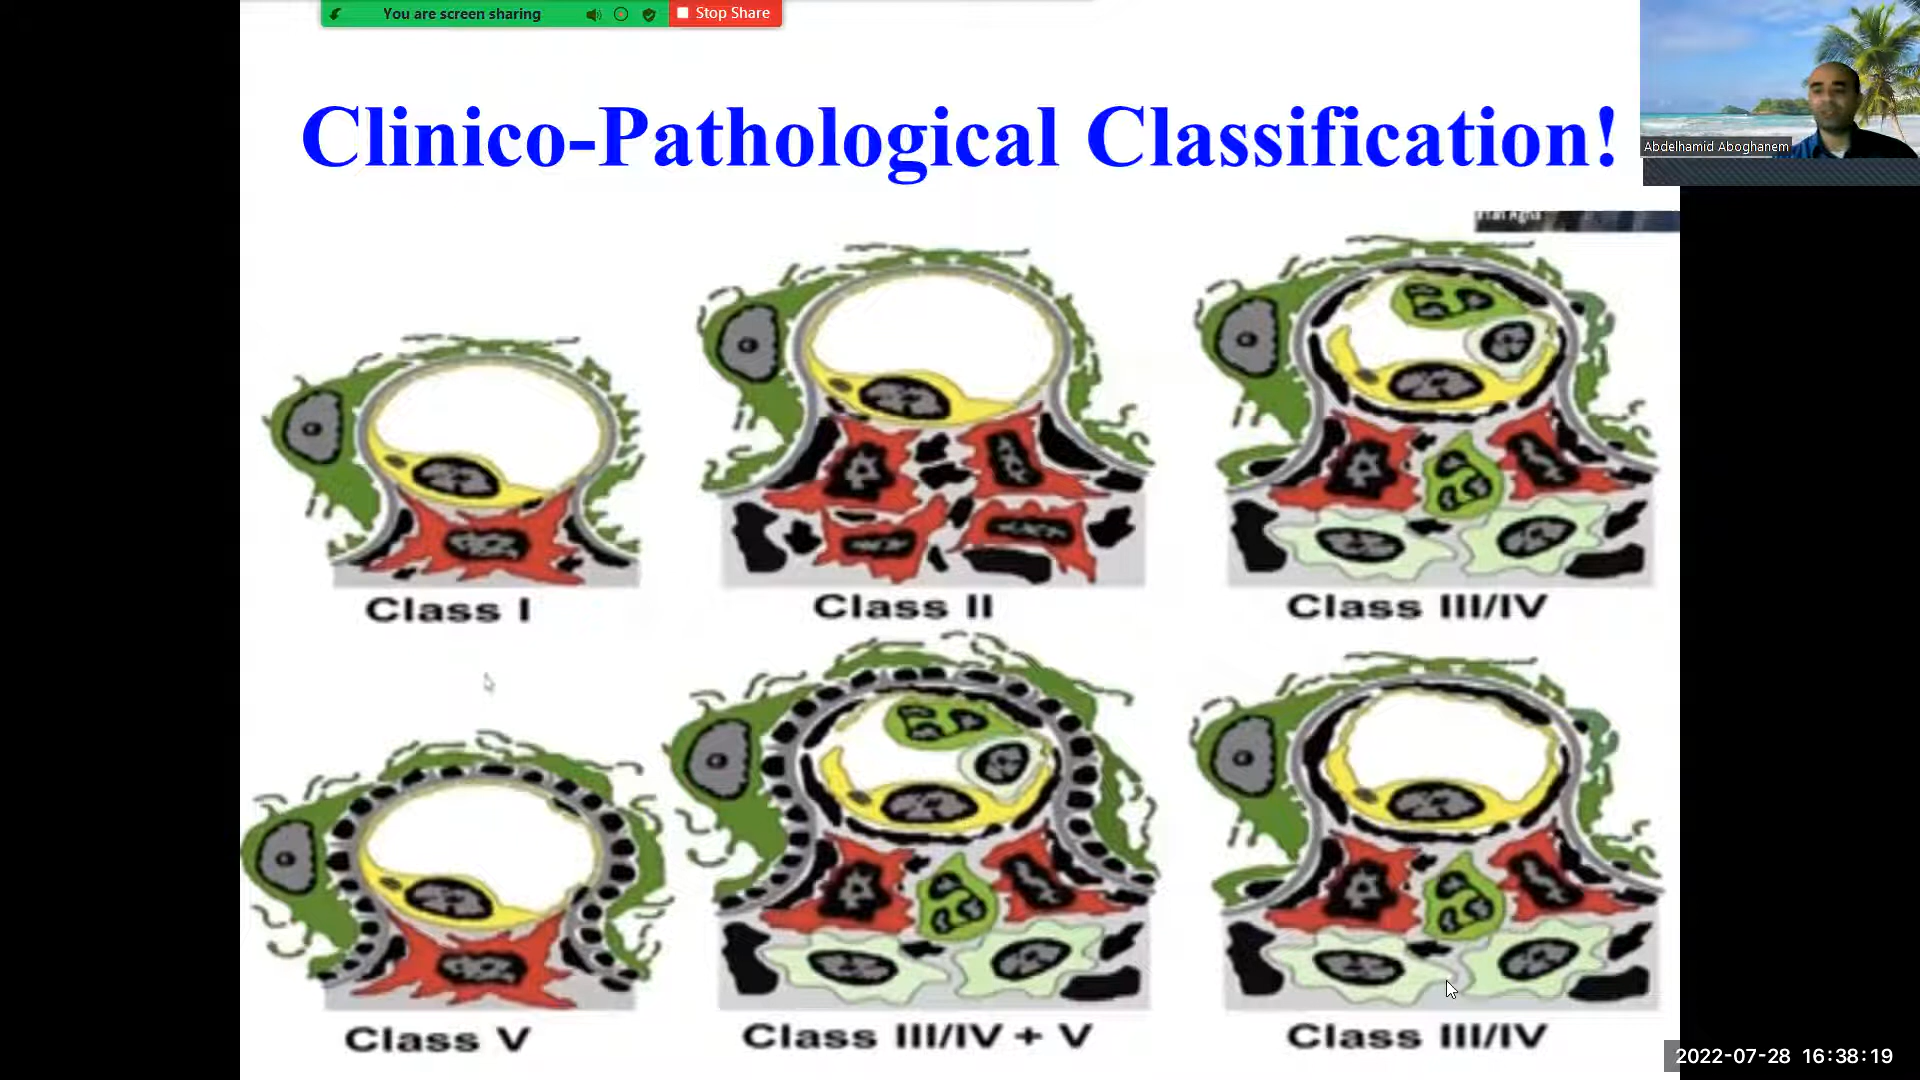 You are screen sharing
Stop Share
Clinico-Pathological Classification!
Abdelhamid Aboghanem
Class I
Class II
Class III/IV
Class V
Class III/IV + V
Class III/IV
2022-07-28 16:38:19